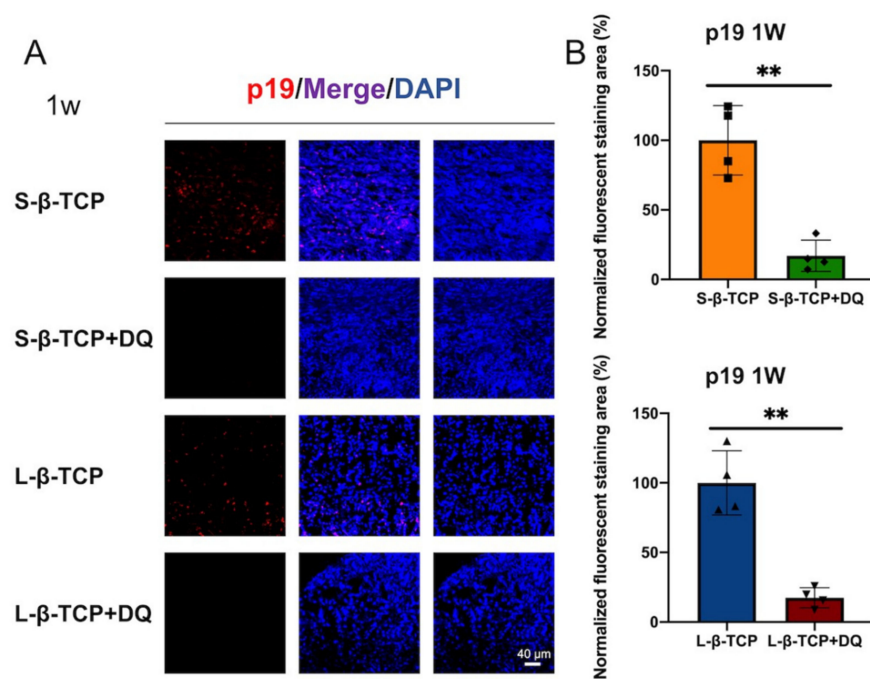 A
1w
p19/Merge/DAPI
S-β-TCP
S-β-TCP+DQ
L-β-TCP
L-β-TCP+DQ
40 μm
B
p19 1W
Normalized fluorescent staining area (%)
150
100
50
0
**
S-β-TCP
S-β-TCP+DQ
p19 1W
Normalized fluorescent staining area (%)
150
100
50
0
**
L-β-TCP
L-β-TCP+DQ